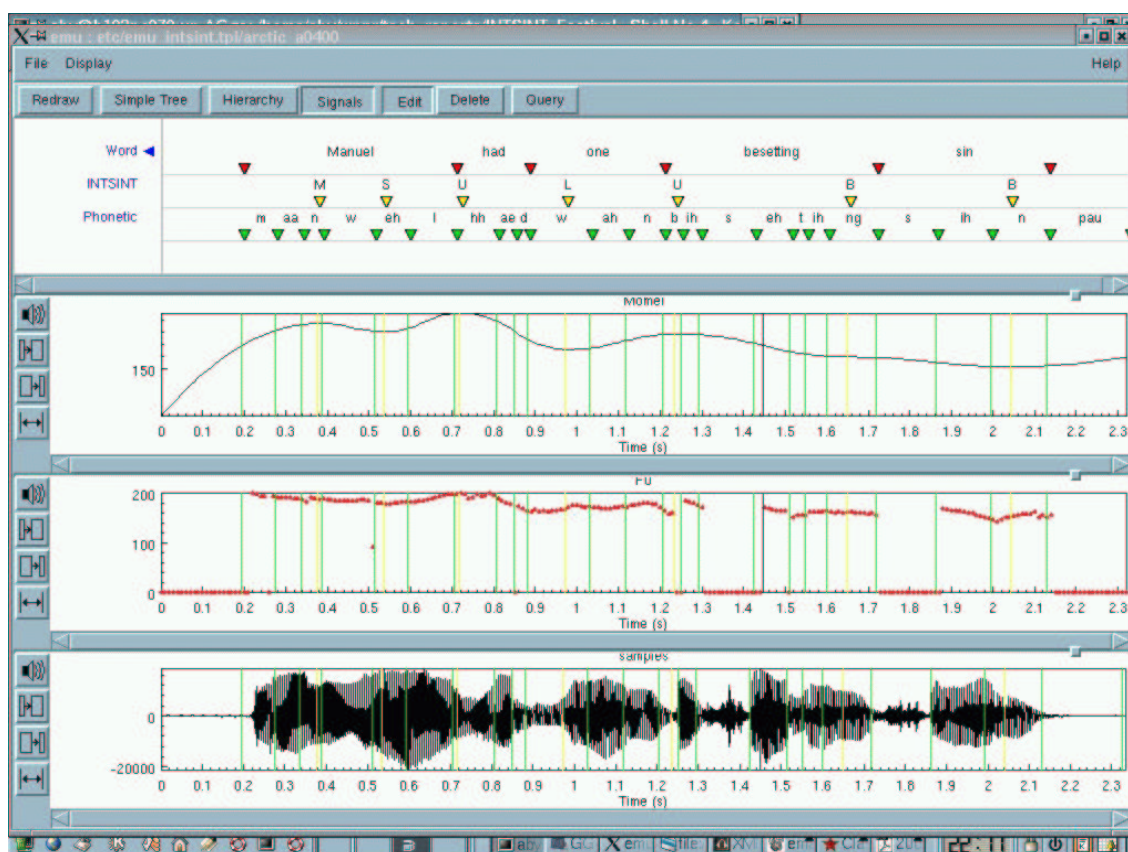 emu : etc/emu_intsint.tpl/arctic_a0400
File Display Help
Redraw Simple Tree Hierarchy Signals Edit Delete Query
Word Manuel had one besetting sin
INTSINT M S U L U B B
Phonetic m aa n w eh l hh ae d w ah n b ih s eh t ih ng s ih n pau
Momel
150
0 0.1 0.2 0.3 0.4 0.5 0.6 0.7 0.8 0.9 1 1.1 1.2 1.3 1.4 1.5 1.6 1.7 1.8 1.9 2 2.1 2.2 2.3
Time (s)
F0
200
100
0
0 0.1 0.2 0.3 0.4 0.5 0.6 0.7 0.8 0.9 1 1.1 1.2 1.3 1.4 1.5 1.6 1.7 1.8 1.9 2 2.1 2.2 2.3
Time (s)
samples
0
-20000
0 0.1 0.2 0.3 0.4 0.5 0.6 0.7 0.8 0.9 1 1.1 1.2 1.3 1.4 1.5 1.6 1.7 1.8 1.9 2 2.1 2.2 2.3
Time (s)
22:11